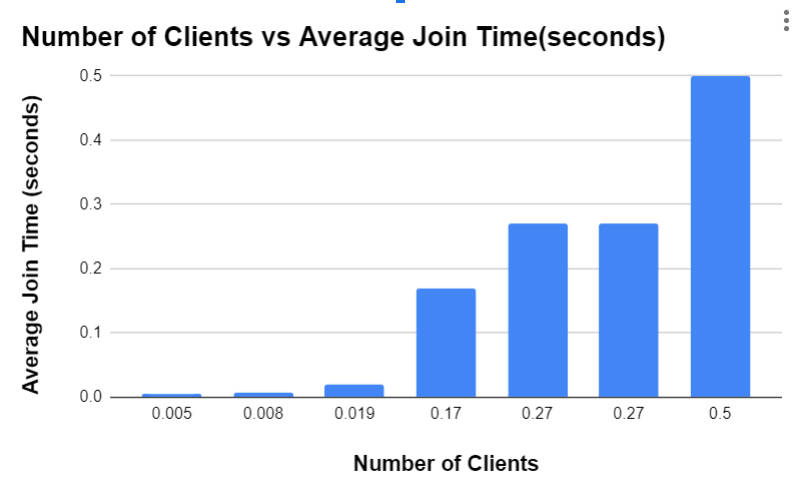 Number of Clients vs Average Join Time(seconds)
Average Join Time (seconds)
0.5
0.4
0.3
0.2
0.1
0.0
0.005 0.008 0.019 0.17 0.27 0.27 0.5
Number of Clients